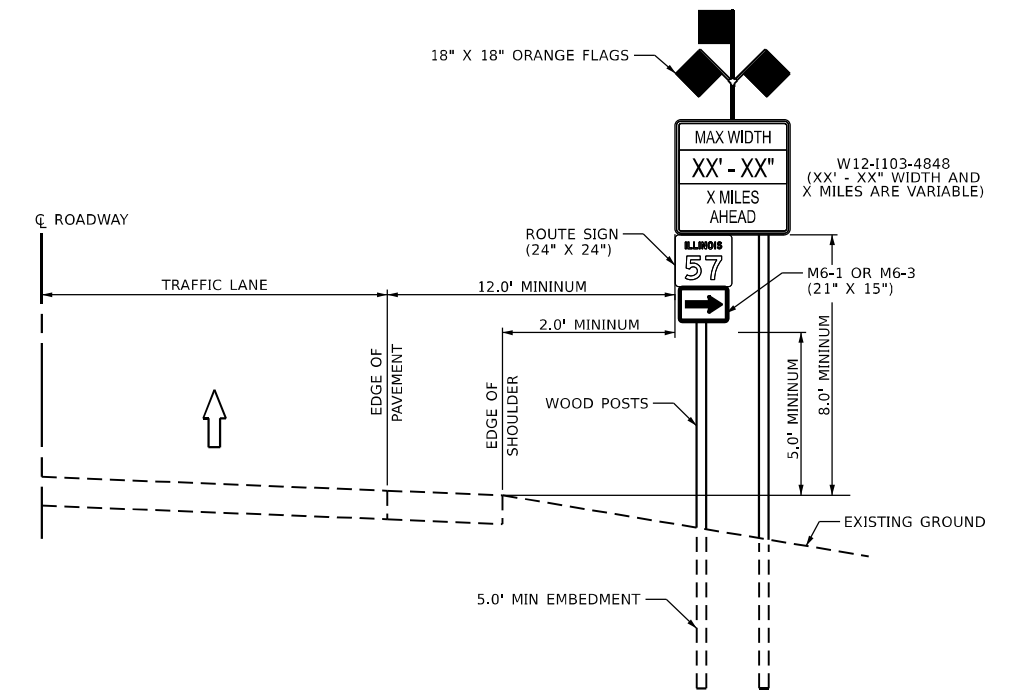 18" X 18" ORANGE FLAGS
MAX WIDTH
XX' - XX"
X MILES
AHEAD
W12-I103-4848
(XX' - XX" WIDTH AND
X MILES ARE VARIABLE)
℄ ROADWAY
ROUTE SIGN
(24" X 24")
ILLINOIS
57
M6-1 OR M6-3
(21" X 15")
TRAFFIC LANE
12.0' MININUM
2.0' MININUM
EDGE OF
PAVEMENT
EDGE OF
SHOULDER
WOOD POSTS
5.0' MININUM
8.0' MININUM
EXISTING GROUND
5.0' MIN EMBEDMENT